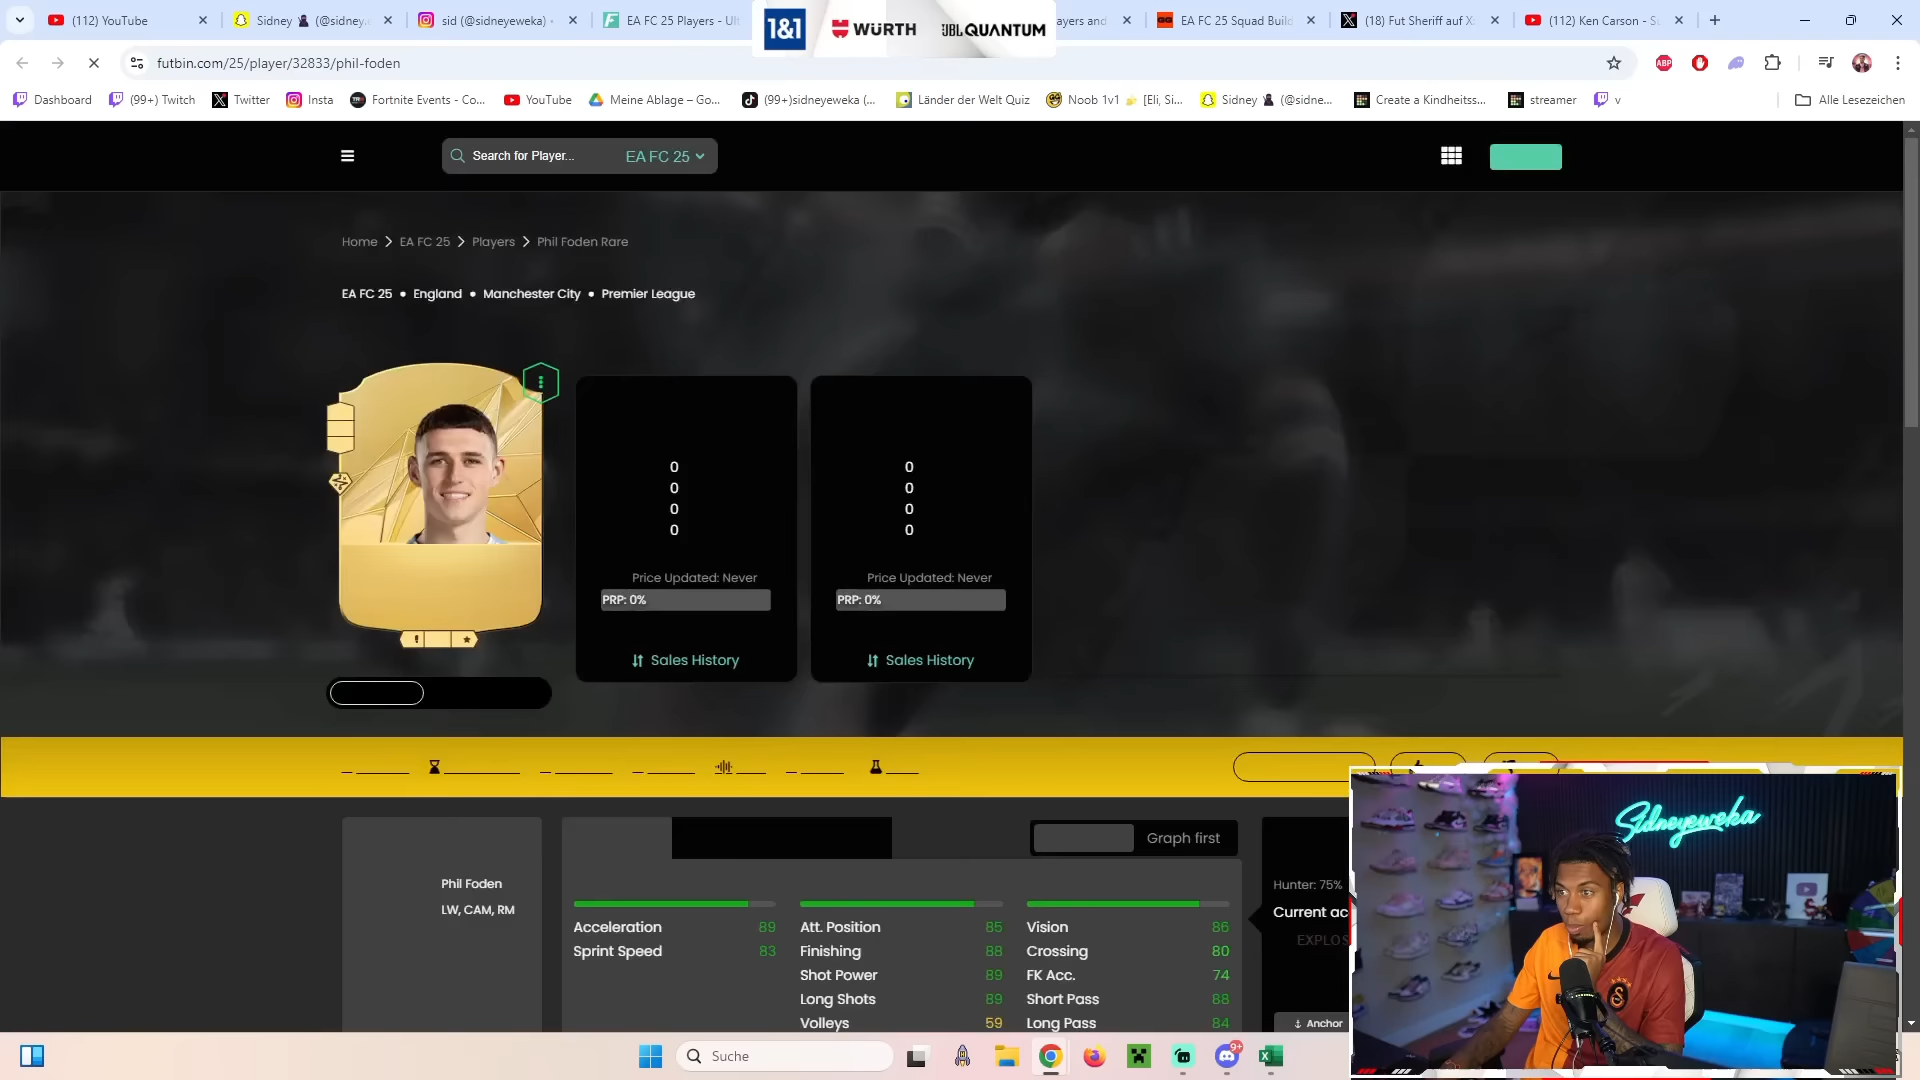 (112) YouTube
Sidney (@sidney.
sid (@sidneyeweka) •
EA FC 25 Players - Ult
1&1
WÜRTH
JBL QUANTUM
ayers and
EA FC 25 Squad Build
(18) Fut Sheriff auf X:
(112) Ken Carson - S
futbin.com/25/player/32833/phil-foden
ABP
Dashboard
(99+) Twitch
Twitter
Insta
Fortnite Events - Co...
YouTube
Meine Ablage – Go...
(99+)sidneyeweka (...
Länder der Welt Quiz
Noob 1v1 [Eli, Si...
Sidney (@sidne...
Create a Kindheitss...
streamer
v
Alle Lesezeichen
Search for Player...
EA FC 25
Home > EA FC 25 > Players > Phil Foden Rare
EA FC 25 • England • Manchester City • Premier League
0
0
0
0
Price Updated: Never
PRP: 0%
Sales History
0
0
0
0
Price Updated: Never
PRP: 0%
Sales History
Graph first
Phil Foden
LW, CAM, RM
Acceleration 89
Sprint Speed 83
Att. Position 85
Finishing 88
Shot Power 89
Long Shots 89
Volleys 59
Vision 86
Crossing 80
FK Acc. 74
Short Pass 88
Long Pass 84
Hunter: 75%
Current ac
EXPLOS
Anchor
Sidneyeweka
Suche
9+